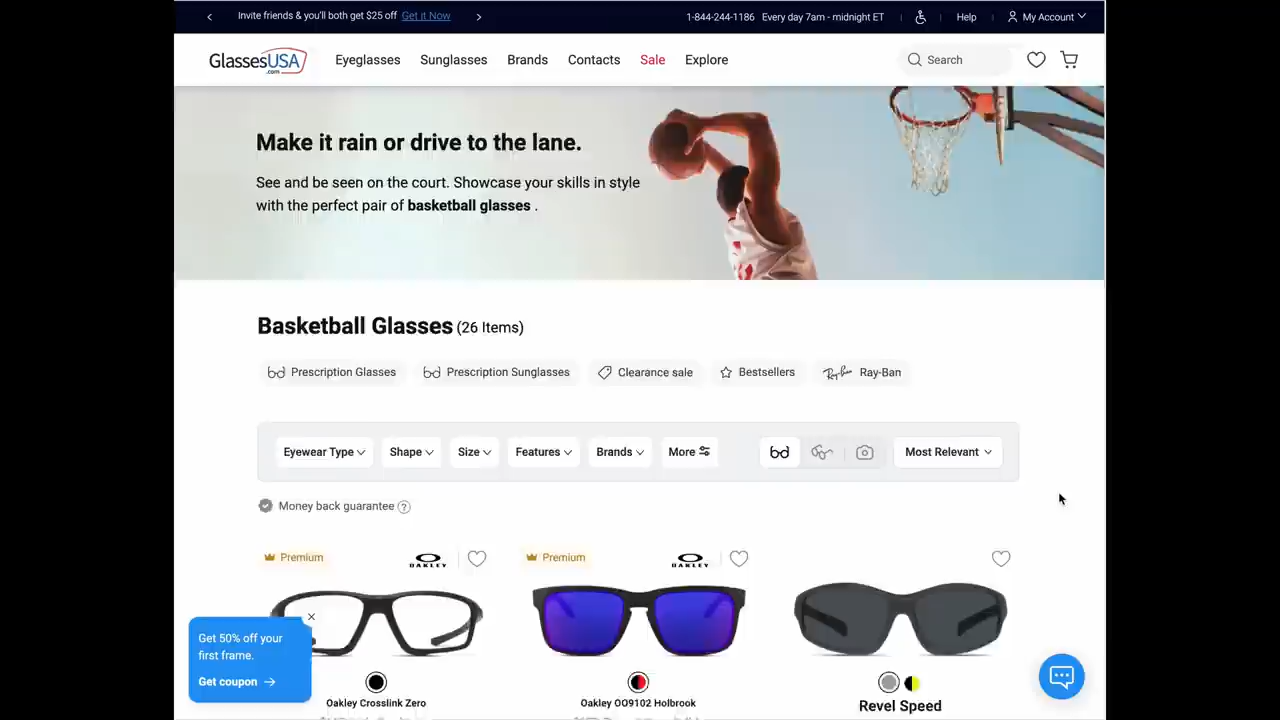 Invite friends & you'll both get $25 off Get it Now
1-844-244-1186 Every day 7am - midnight ET
Help
My Account
GlassesUSA
.com
Eyeglasses
Sunglasses
Brands
Contacts
Sale
Explore
Search
Make it rain or drive to the lane.
See and be seen on the court. Showcase your skills in style
with the perfect pair of basketball glasses .
Basketball Glasses (26 Items)
Prescription Glasses
Prescription Sunglasses
Clearance sale
Bestsellers
Ray-Ban
Ray-Ban
Eyewear Type
Shape
Size
Features
Brands
More
Most Relevant
Money back guarantee ?
Premium
OAKLEY
Premium
OAKLEY
Get 50% off your
first frame.
Get coupon
Oakley Crosslink Zero
Oakley OO9102 Holbrook
Revel Speed